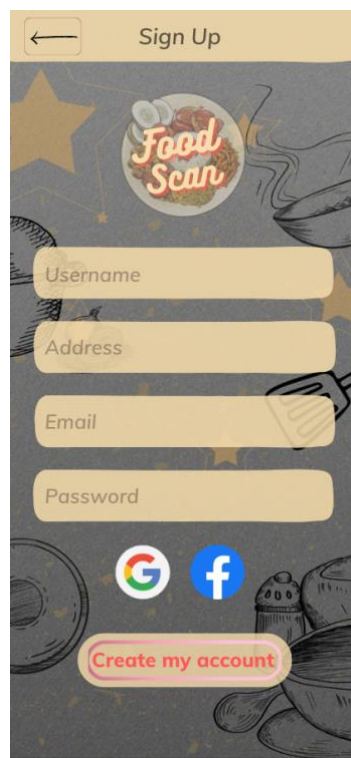 Sign Up
Food
Scan
Username
Address
Email
Password
Create my account